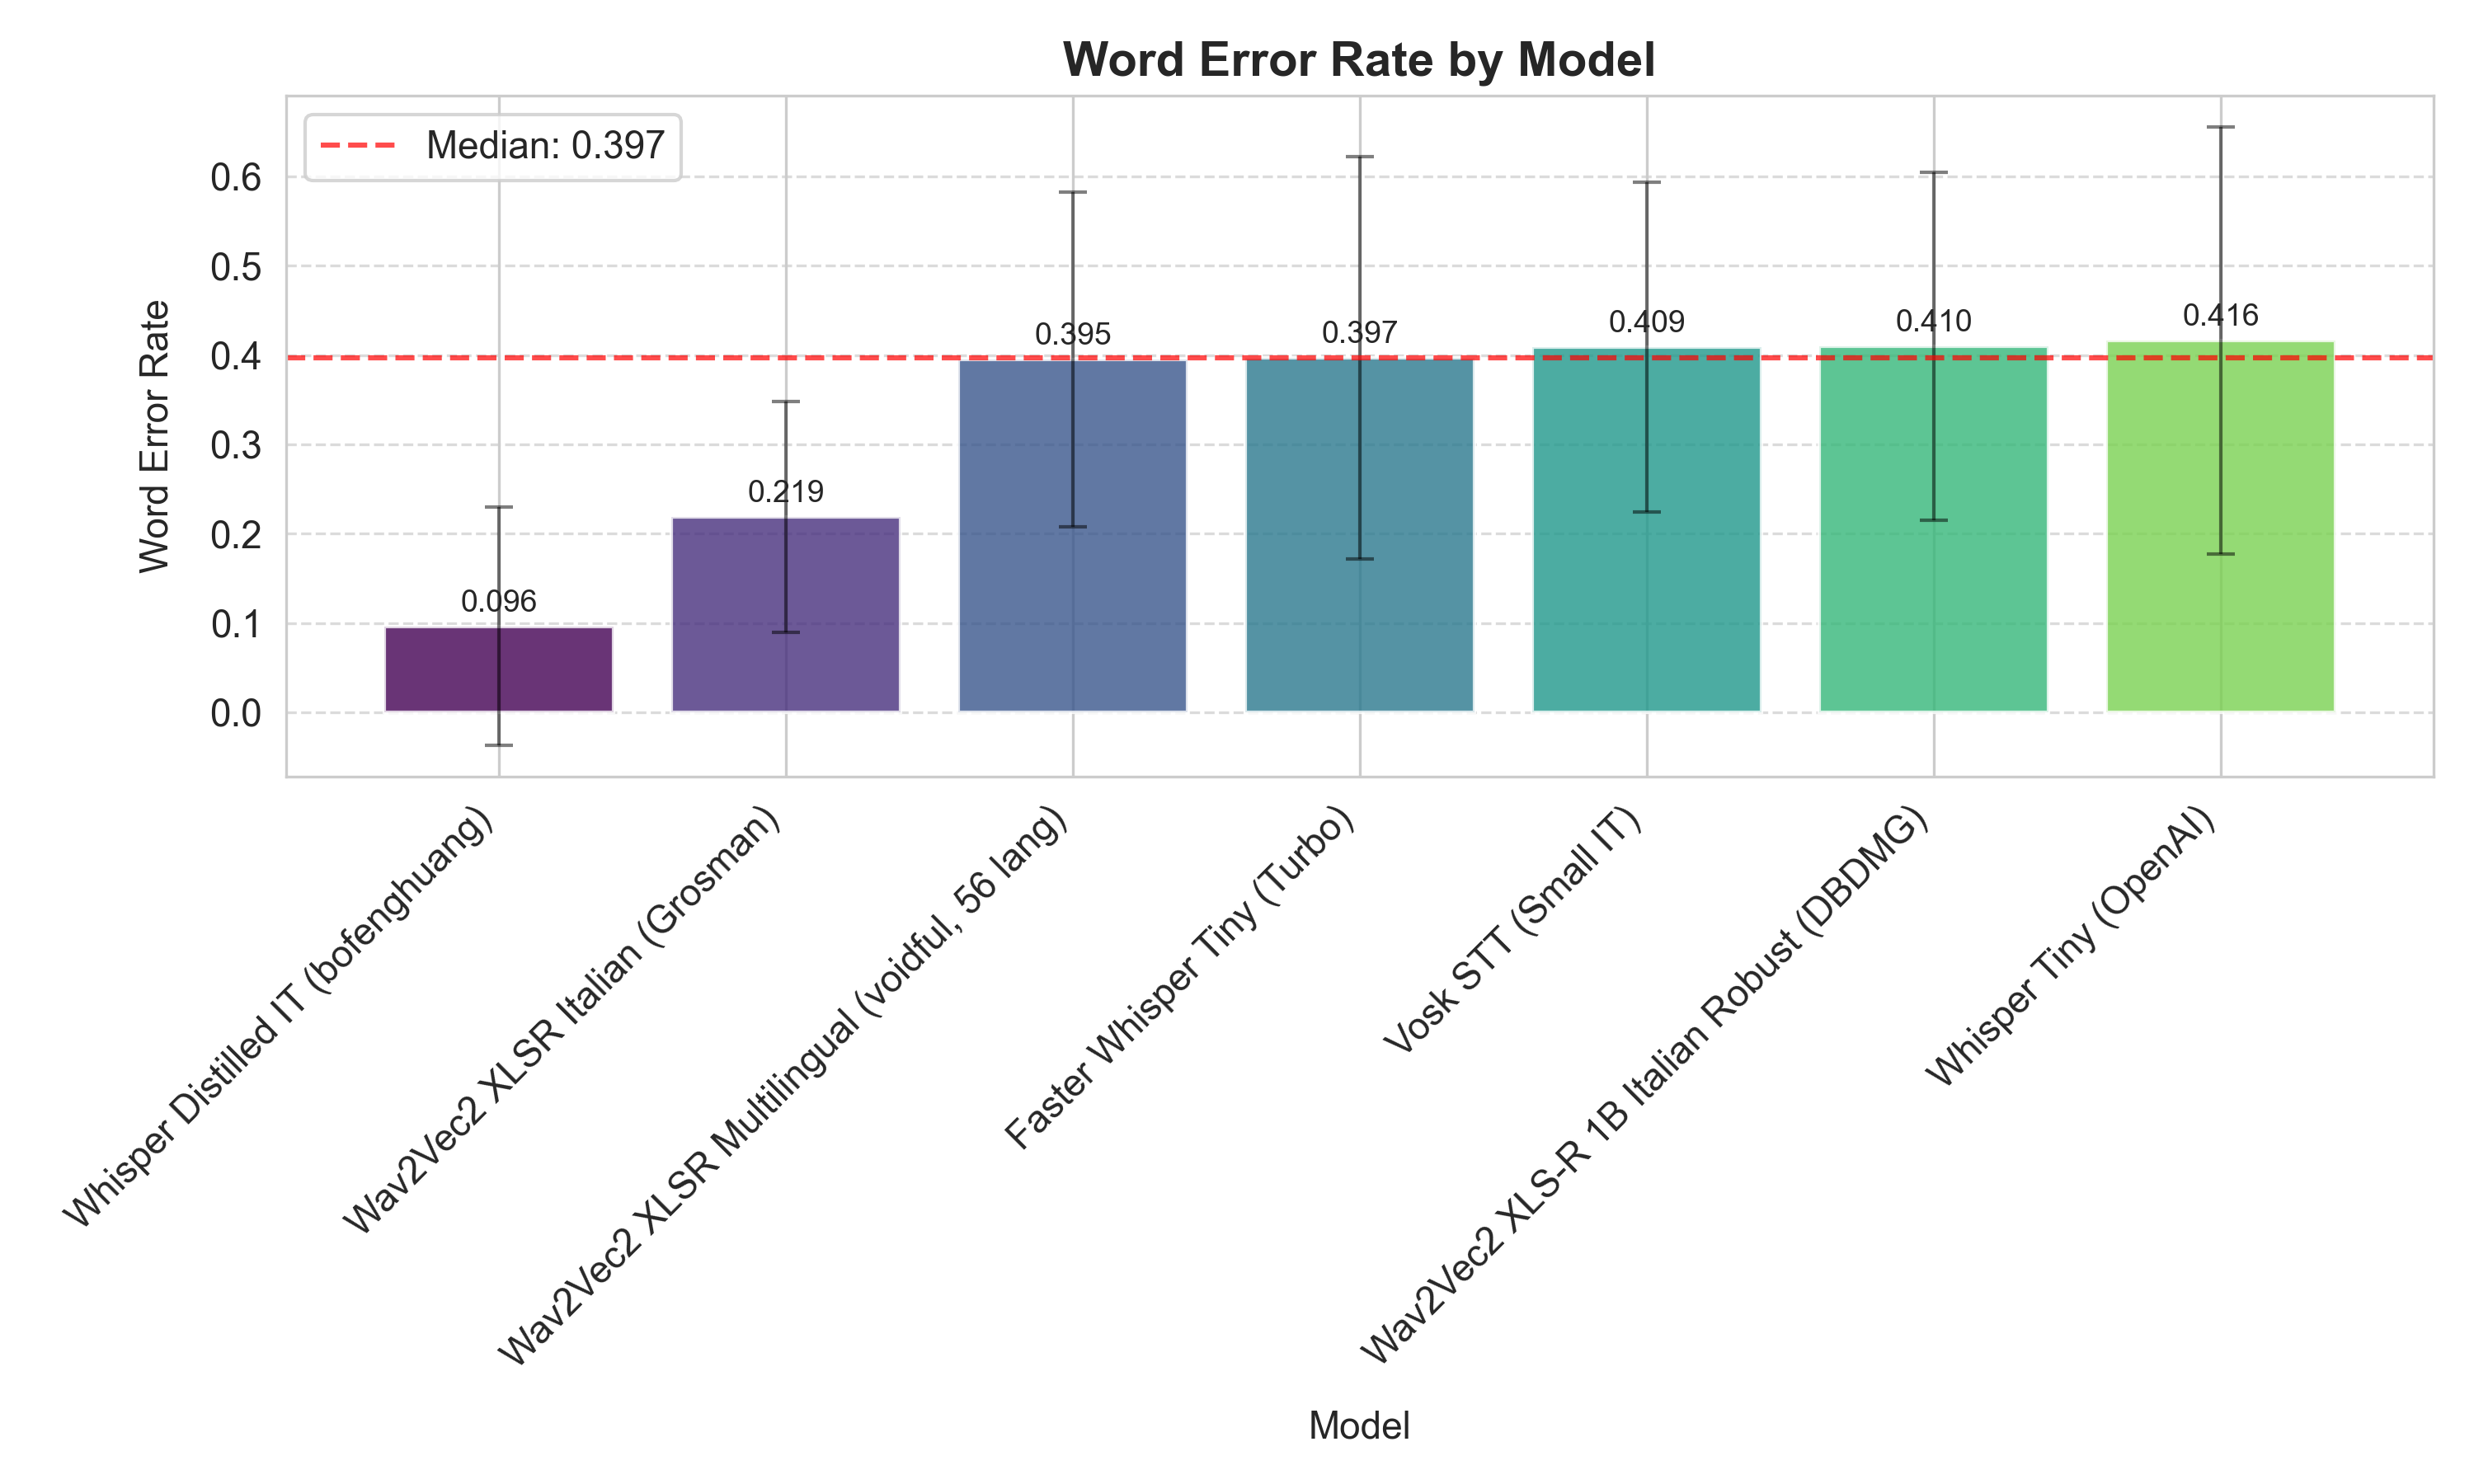 Word Error Rate by Model
Median: 0.397
Word Error Rate
0.6
0.5
0.4
0.3
0.2
0.1
0.0
0.096
0.219
0.395
0.397
0.409
0.410
0.416
Whisper Distilled IT (bofenghuang)
Wav2Vec2 XLSR Italian (Grosman)
Wav2Vec2 XLSR Multilingual (voidful, 56 lang)
Faster Whisper Tiny (Turbo)
Vosk STT (Small IT)
Wav2Vec2 XLS-R 1B Italian Robust (DBDMG)
Whisper Tiny (OpenAI)
Model